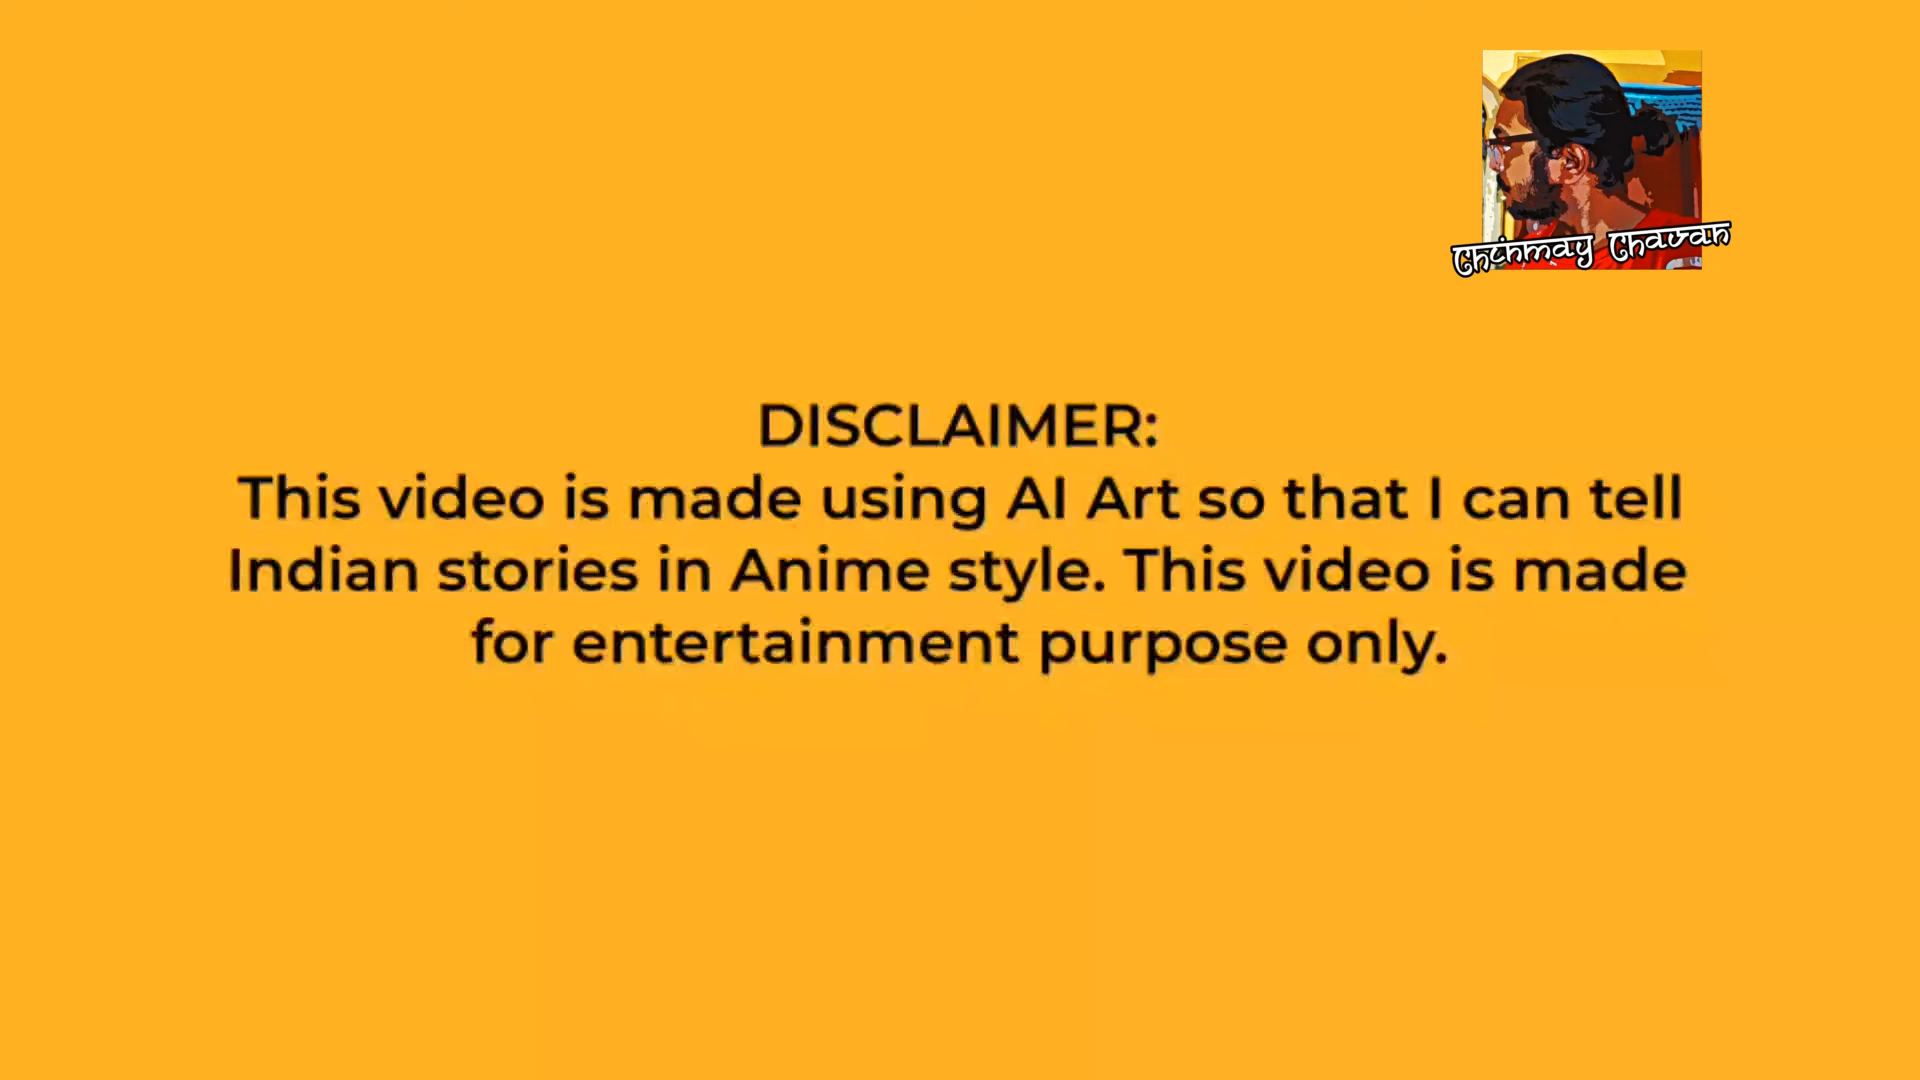 Chinmay Chavan
DISCLAIMER:
This video is made using AI Art so that I can tell
Indian stories in Anime style. This video is made
for entertainment purpose only.